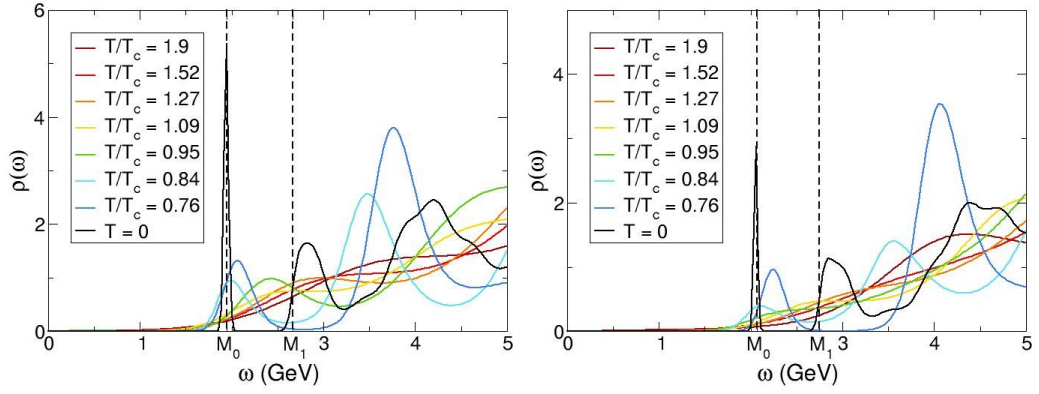 6
4
2
0
ρ(ω)
T/T_c = 1.9
T/T_c = 1.52
T/T_c = 1.27
T/T_c = 1.09
T/T_c = 0.95
T/T_c = 0.84
T/T_c = 0.76
T = 0
0 1 M_0 M_1 3 4 5
ω (GeV)
4
2
0
ρ(ω)
T/T_c = 1.9
T/T_c = 1.52
T/T_c = 1.27
T/T_c = 1.09
T/T_c = 0.95
T/T_c = 0.84
T/T_c = 0.76
T = 0
0 1 M_0 M_1 3 4 5
ω (GeV)